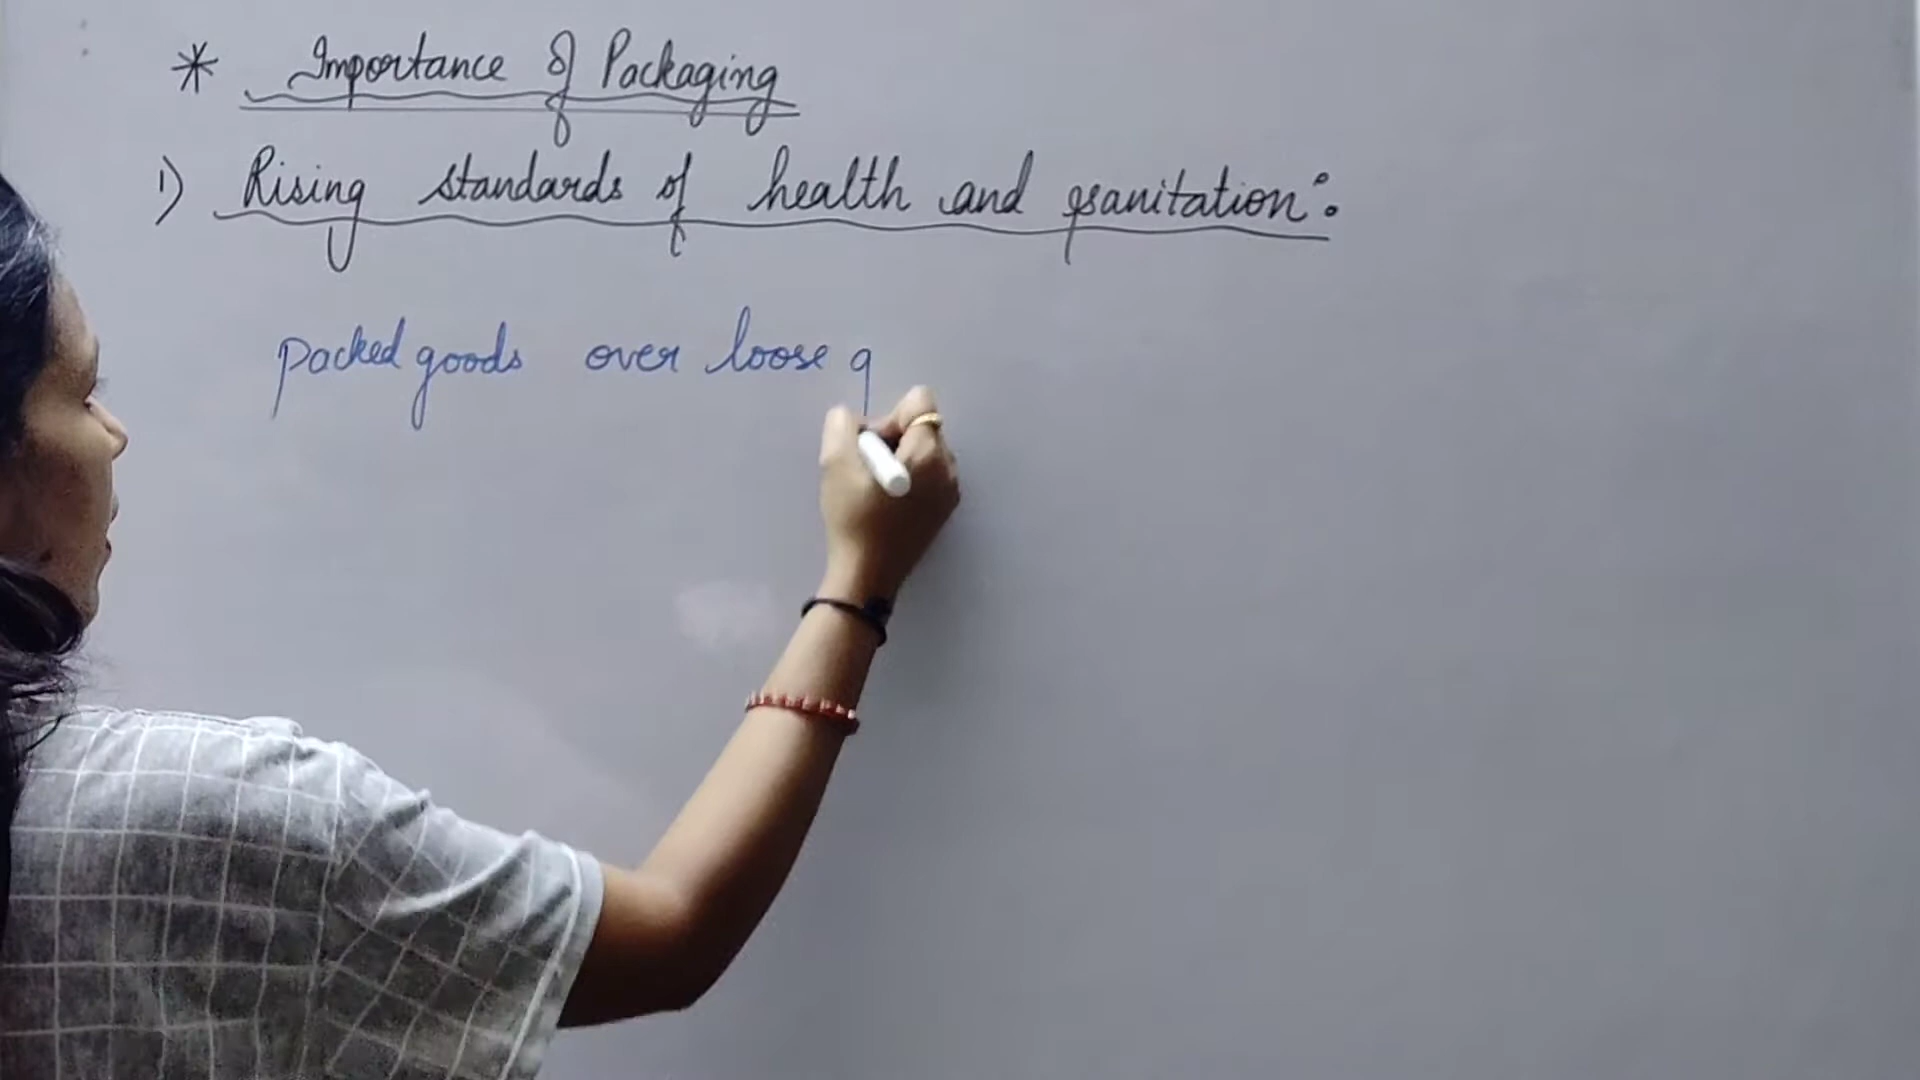 * Importance of Packaging
1) Rising standards of health and sanitation:
packed goods over loose g